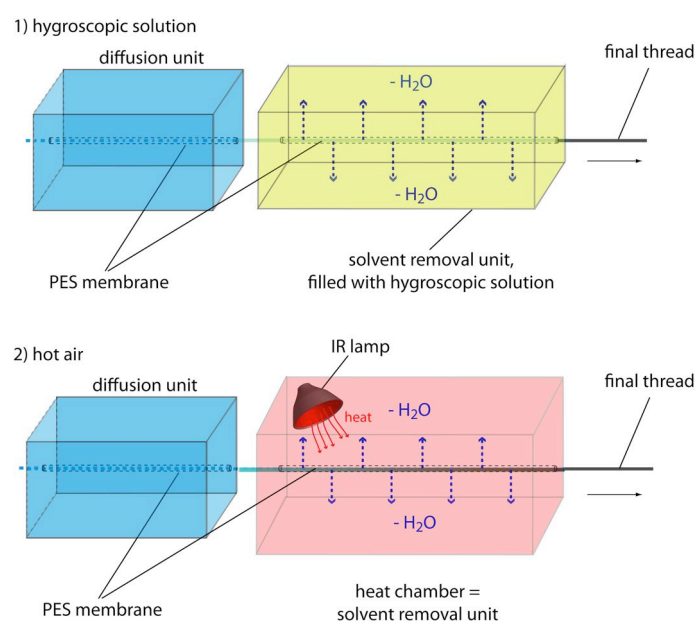 1) hygroscopic solution
diffusion unit
final thread
- H₂O
- H₂O
PES membrane
solvent removal unit,
filled with hygroscopic solution
2) hot air
IR lamp
diffusion unit
final thread
heat
- H₂O
- H₂O
PES membrane
heat chamber =
solvent removal unit